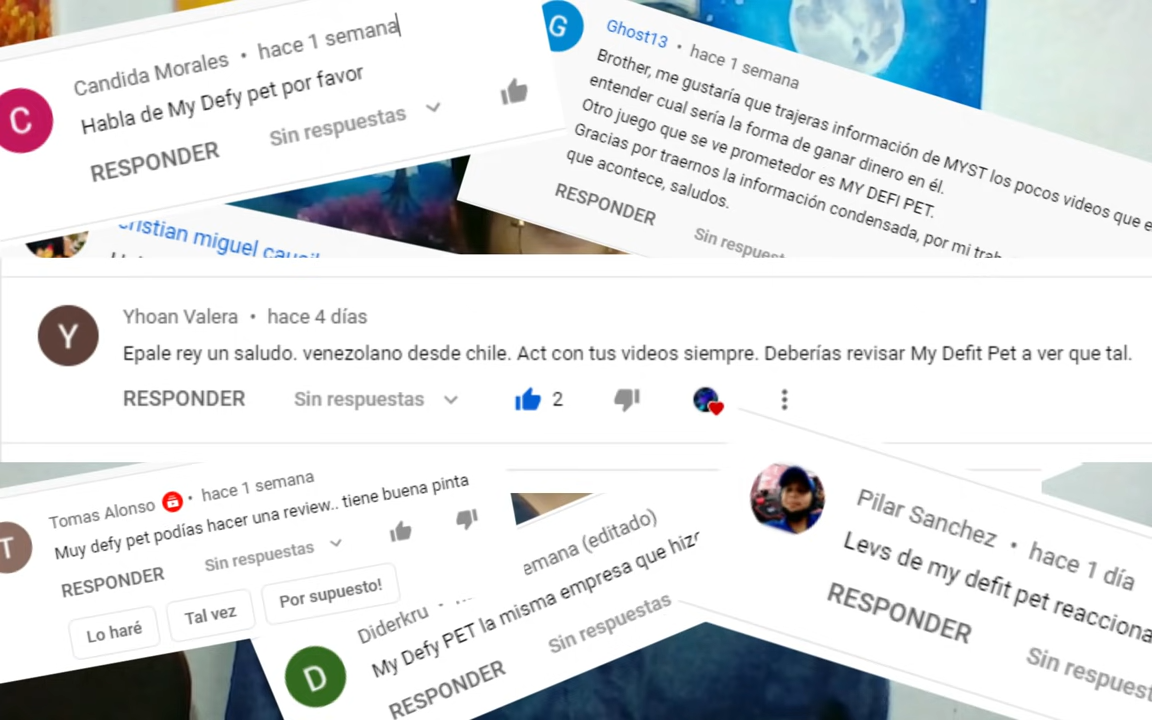 C
Candida Morales • hace 1 semana
Habla de My Defy pet por favor
RESPONDER
Sin respuestas
G
Ghost13 • hace 1 semana
Brother, me gustaría que trajeras información de MYST los pocos videos que
entender cual sería la forma de ganar dinero en él.
Otro juego que se ve prometedor es MY DEFI PET.
Gracias por traernos la información condensada, por mi
que acontece, saludos.
RESPONDER
Sin
miguel
Y
Yhoan Valera • hace 4 días
Epale rey un saludo. venezolano desde chile. Act con tus videos siempre. Deberías revisar My Defit Pet a ver que tal.
RESPONDER
Sin respuestas
2
T
Tomas Alonso • hace 1 semana
Muy defy pet podías hacer una review.. tiene buena pinta
RESPONDER
Sin respuestas
Lo haré
Tal vez
Por supuesto!
D
Diderkru
(editado)
My Defy PET la misma empresa que
RESPONDER
Sin respuestas
Pilar Sanchez • hace 1 día
Levs de my defit pet
RESPONDER
Sin